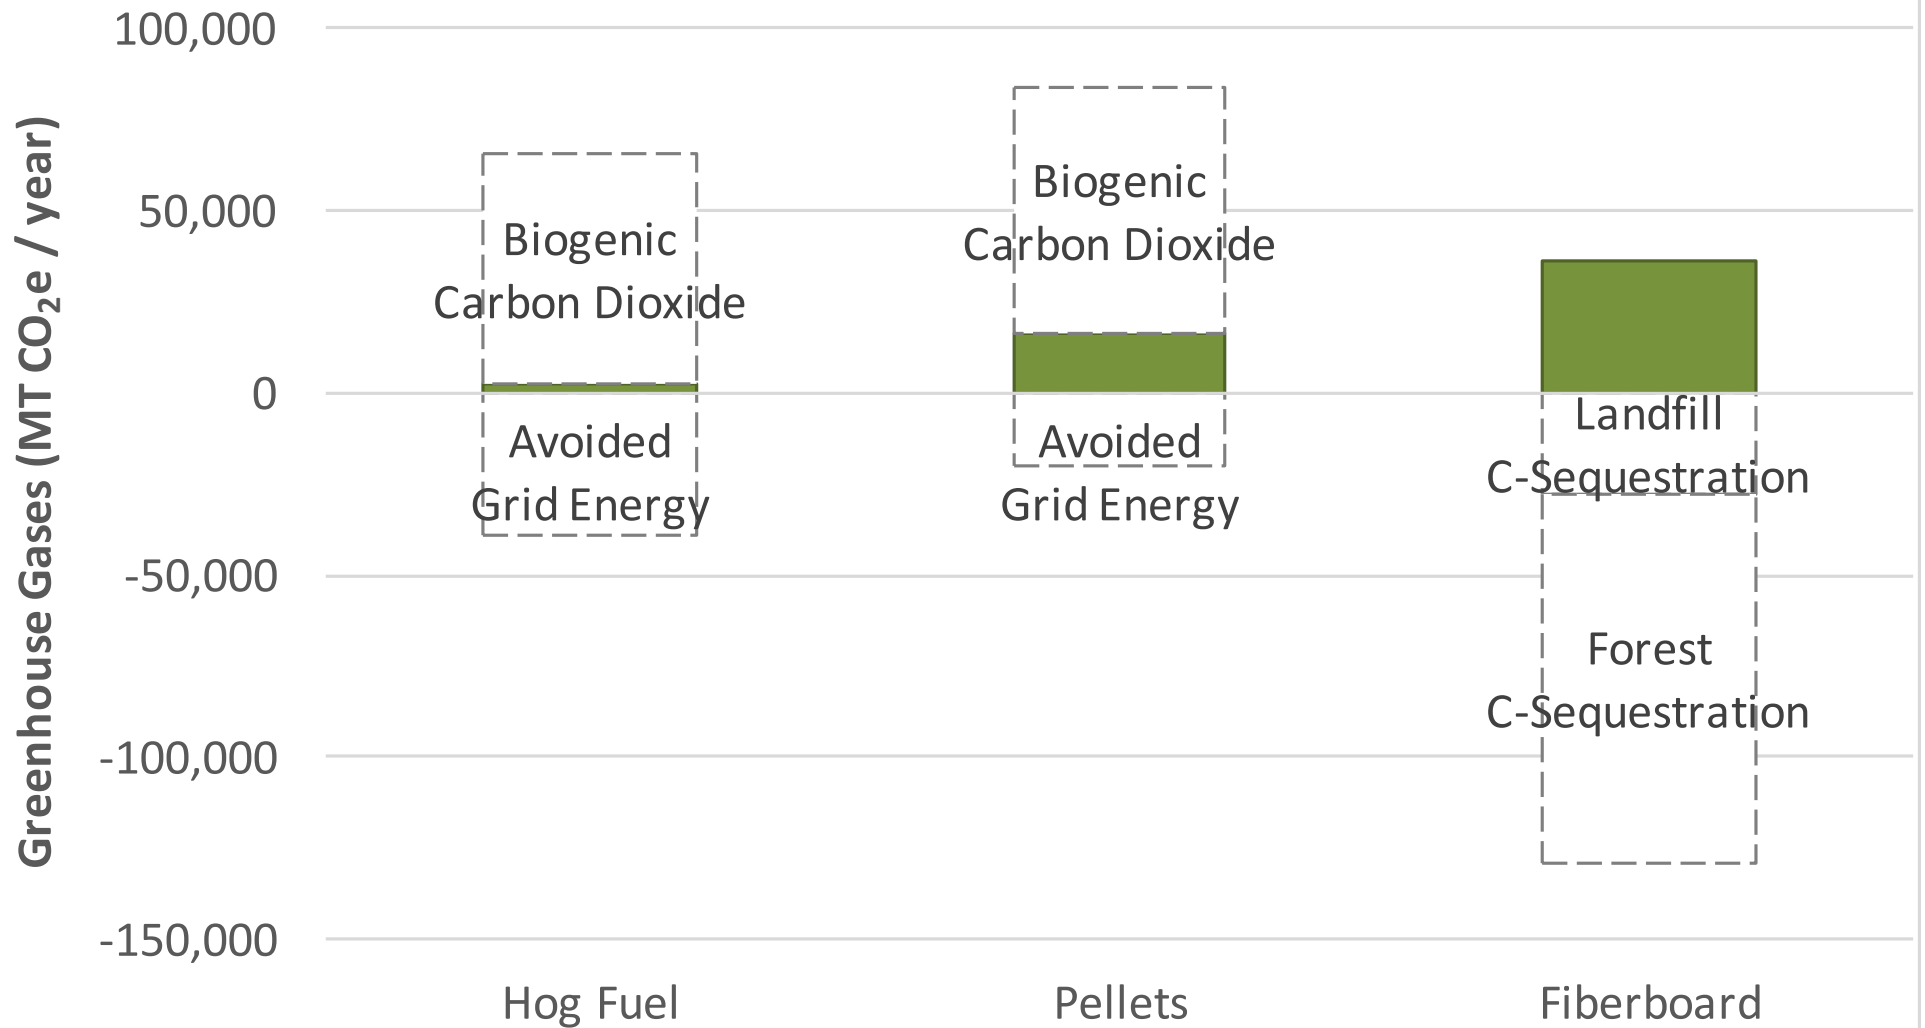 Greenhouse Gases (MT CO₂e / year)
100,000
50,000
0
-50,000
-100,000
-150,000
Biogenic
Carbon Dioxide
Avoided
Grid Energy
Biogenic
Carbon Dioxide
Avoided
Grid Energy
Landfill
C-Sequestration
Forest
C-Sequestration
Hog Fuel
Pellets
Fiberboard